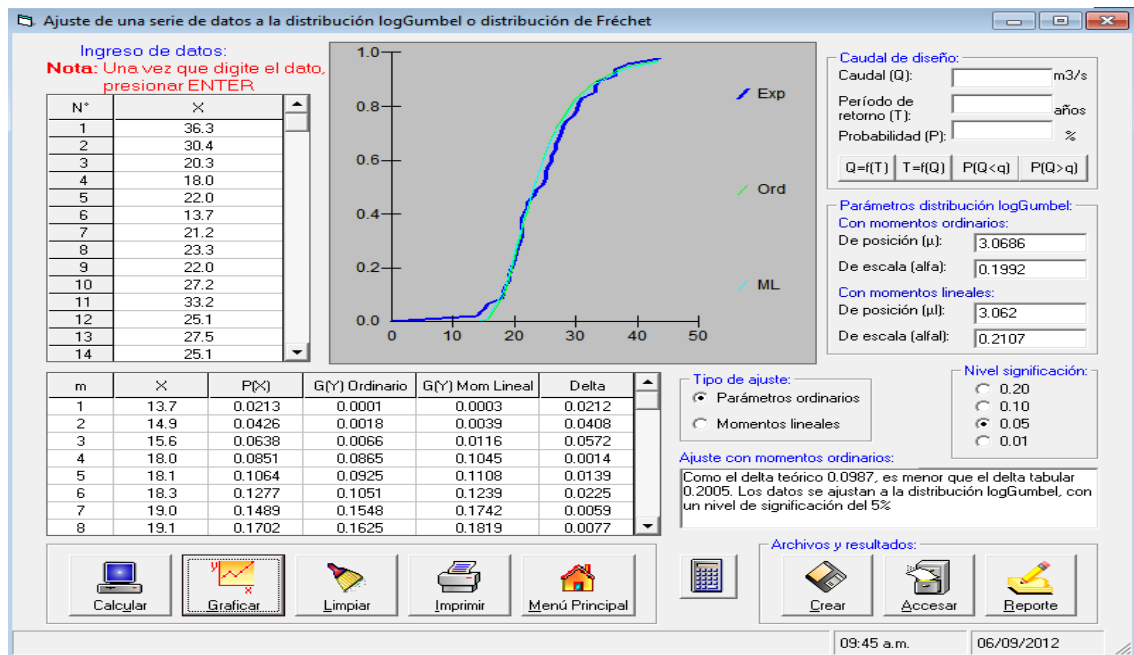 Ajuste de una serie de datos a la distribución logGumbel o distribución de Fréchet
Ingreso de datos:
Nota: Una vez que digite el dato,
presionar ENTER
N° X
1 36.3
2 30.4
3 20.3
4 18.0
5 22.0
6 13.7
7 21.2
8 23.3
9 22.0
10 27.2
11 33.2
12 25.1
13 27.5
14 25.1
1.0
0.8
0.6
0.4
0.2
0.0
0 10 20 30 40 50
Exp
Ord
ML
Caudal de diseño:
Caudal (Q): m3/s
Período de
retorno (T): años
Probabilidad (P): %
Q=f(T) T=f(Q) P(Q<q) P(Q>q)
Parámetros distribución logGumbel:
Con momentos ordinarios:
De posición (µ): 3.0686
De escala (alfa): 0.1992
Con momentos lineales:
De posición (µl): 3.062
De escala (alfal): 0.2107
m X P(X) G(Y) Ordinario G(Y) Mom Lineal Delta
1 13.7 0.0213 0.0001 0.0003 0.0212
2 14.9 0.0426 0.0018 0.0039 0.0408
3 15.6 0.0638 0.0066 0.0116 0.0572
4 18.0 0.0851 0.0865 0.1045 0.0014
5 18.1 0.1064 0.0925 0.1108 0.0139
6 18.3 0.1277 0.1051 0.1239 0.0225
7 19.0 0.1489 0.1548 0.1742 0.0059
8 19.1 0.1702 0.1625 0.1819 0.0077
Tipo de ajuste:
Parámetros ordinarios
Momentos lineales
Nivel significación:
0.20
0.10
0.05
0.01
Ajuste con momentos ordinarios:
Como el delta teórico 0.0987, es menor que el delta tabular
0.2005. Los datos se ajustan a la distribución logGumbel, con
un nivel de significación del 5%
Calcular Graficar Limpiar Imprimir Menú Principal
Archivos y resultados:
Crear Accesar Reporte
09:45 a.m. 06/09/2012